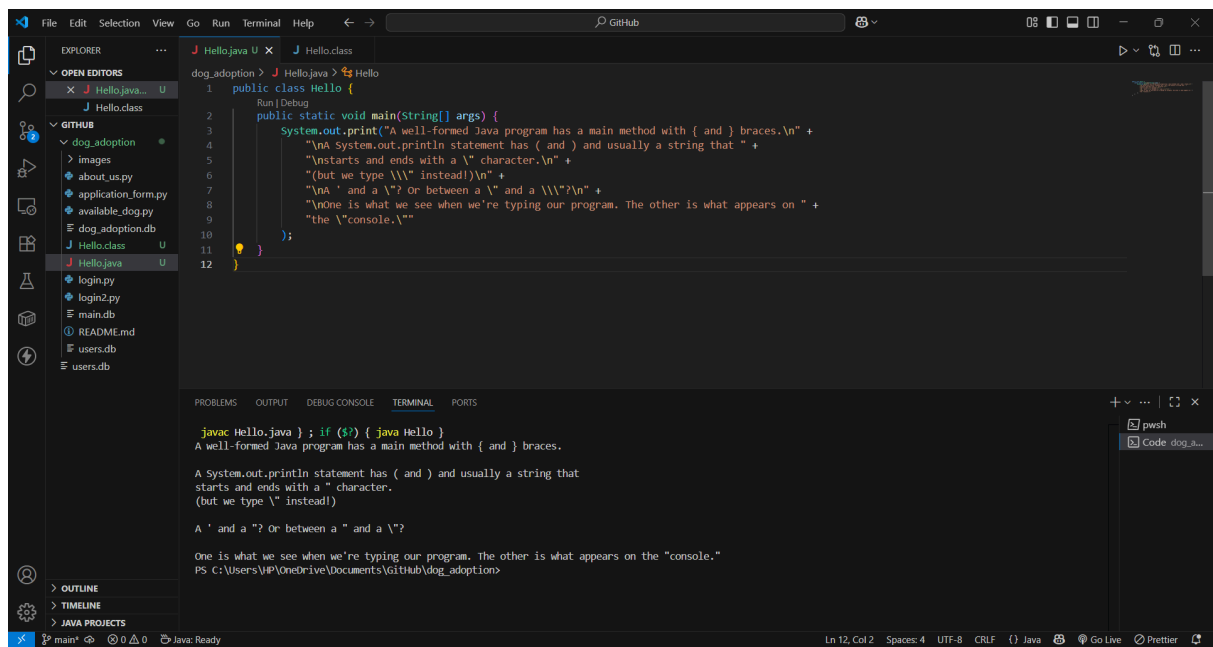 File Edit Selection View Go Run Terminal Help
GitHub
EXPLORER
Hello.java U
Hello.class
OPEN EDITORS
Hello.java... U
Hello.class
GITHUB
dog_adoption
images
about_us.py
application_form.py
available_dog.py
dog_adoption.db
Hello.class U
Hello.java U
login.py
login2.py
main.db
README.md
users.db
users.db
OUTLINE
TIMELINE
JAVA PROJECTS
dog_adoption > Hello.java > Hello
1 public class Hello {
Run | Debug
2 public static void main(String[] args) {
3 System.out.print("A well-formed Java program has a main method with { and } braces.\n" +
4 "\nA System.out.println statement has ( and ) and usually a string that " +
5 "\nstarts and ends with a \" character.\n" +
6 "(but we type \\\" instead!)\n" +
7 "\nA ' and a \"? Or between a \" and a \\\"?\n" +
8 "\nOne is what we see when we're typing our program. The other is what appears on " +
9 "the \"console.\""
10 );
11 }
12 }
PROBLEMS OUTPUT DEBUG CONSOLE TERMINAL PORTS
javac Hello.java } ; if ($?) { java Hello }
A well-formed Java program has a main method with { and } braces.
A System.out.println statement has ( and ) and usually a string that
starts and ends with a " character.
(but we type \" instead!)
A ' and a "? Or between a " and a \"?
One is what we see when we're typing our program. The other is what appears on the "console."
PS C:\Users\HP\OneDrive\Documents\GitHub\dog_adoption>
pwsh
Code dog_a...
2
main* 0 0 Java: Ready
Ln 12, Col 2 Spaces: 4 UTF-8 CRLF {} Java Go Live Prettier